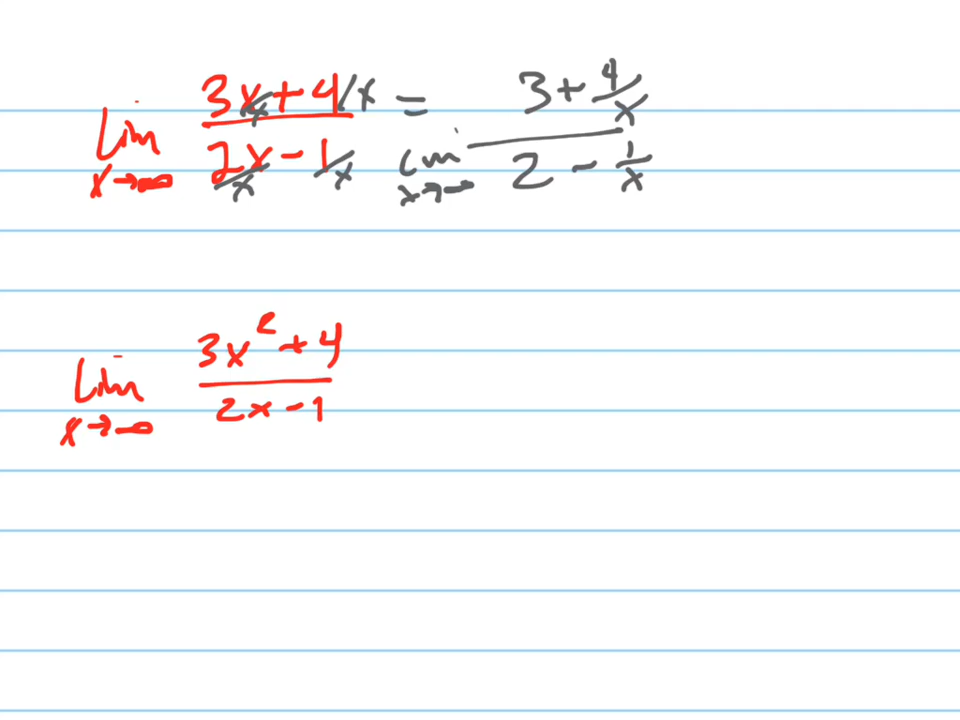 lim x→∞ (3x/x + 4/x)/(2x/x - 1/x) = lim x→∞ (3 + 4/x)/(2 - 1/x)
lim x→∞ (3x² + 4)/(2x - 1)